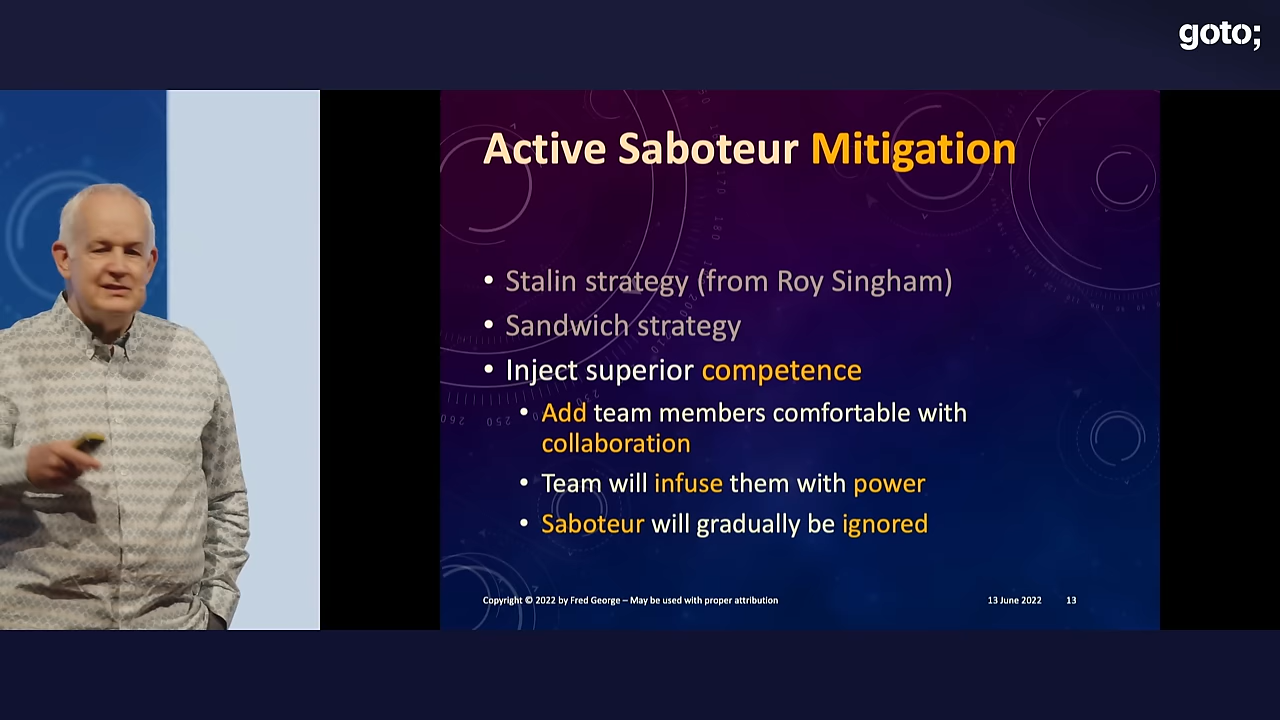 goto;
Active Saboteur Mitigation
• Stalin strategy (from Roy Singham)
• Sandwich strategy
• Inject superior competence
• Add team members comfortable with
collaboration
• Team will infuse them with power
• Saboteur will gradually be ignored
Copyright © 2022 by Fred George – May be used with proper attribution
13 June 2022 13